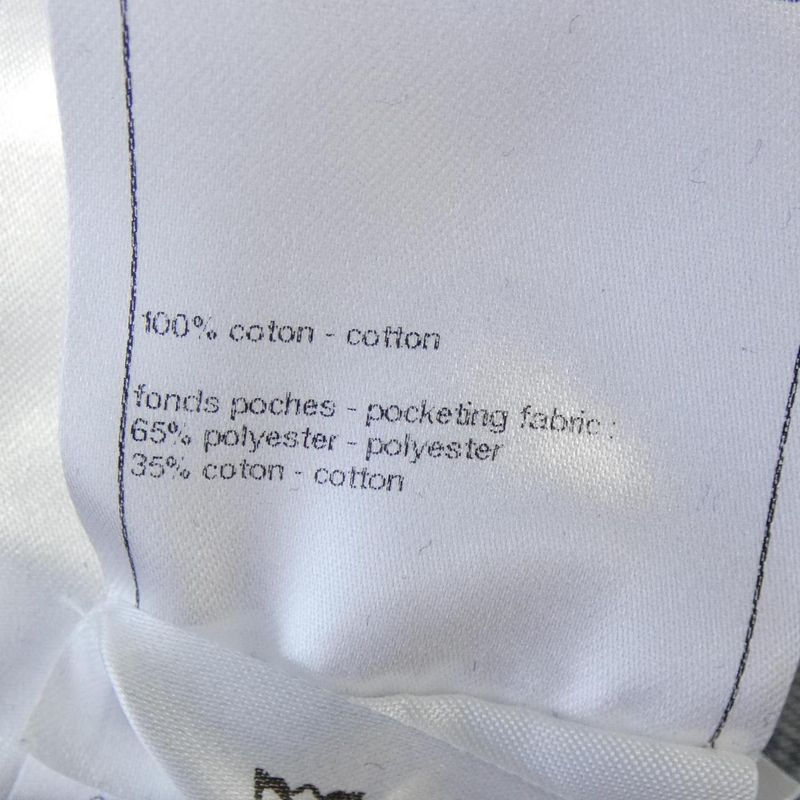 100% coton - cotton
fonds poches - pocketing fabric :
65% polyester - polyester
35% coton - cotton